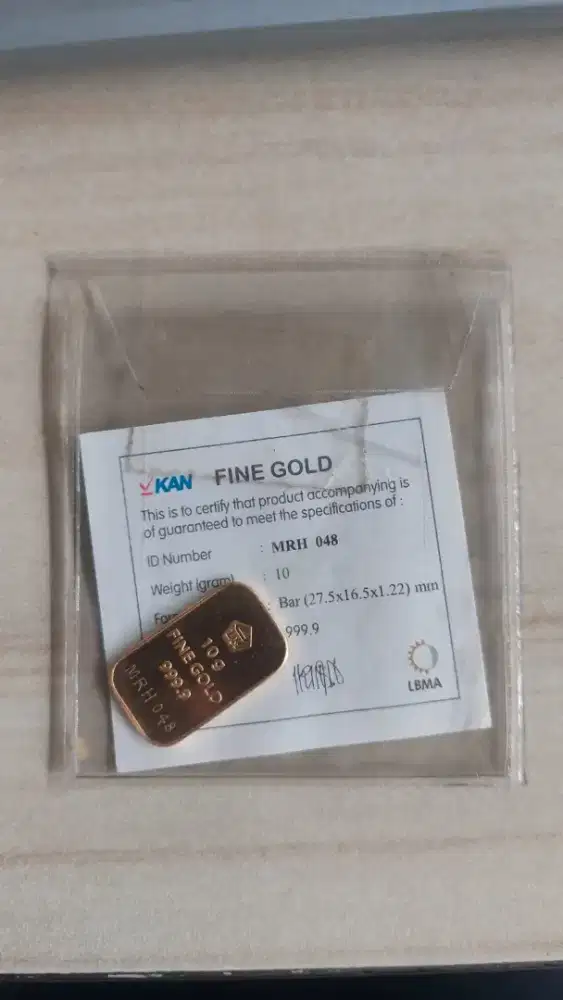 KAN
FINE GOLD
This is to certify that product accompanying is
of guaranteed to meet the specifications of :
ID Number : MRH 048
Weight (gram) : 10
: Bar (27.5x16.5x1.22) mm
999.9
LBMA
10 g
FINE GOLD
999.9
MRH 048